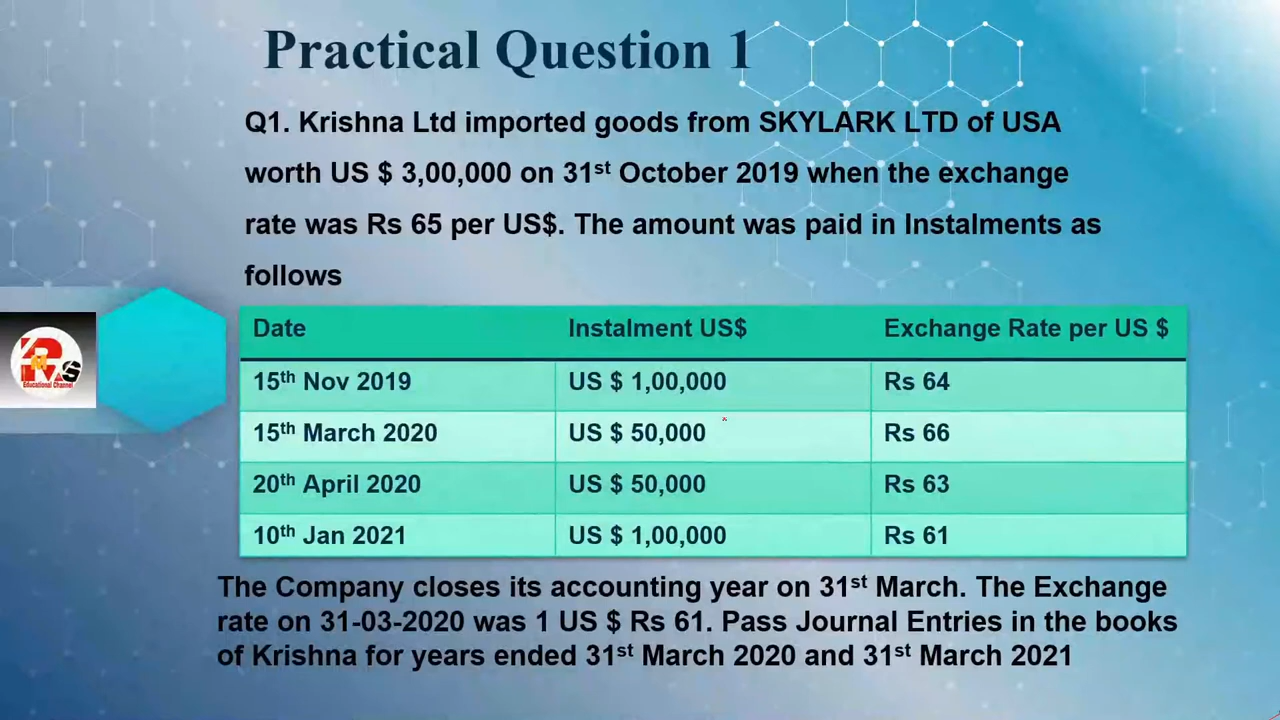 Practical Question 1
Q1. Krishna Ltd imported goods from SKYLARK LTD of USA
worth US $ 3,00,000 on 31st October 2019 when the exchange
rate was Rs 65 per US$. The amount was paid in Instalments as
follows
Date Instalment US$ Exchange Rate per US $
15th Nov 2019 US $ 1,00,000 Rs 64
15th March 2020 US $ 50,000 Rs 66
20th April 2020 US $ 50,000 Rs 63
10th Jan 2021 US $ 1,00,000 Rs 61
Educational Channel
The Company closes its accounting year on 31st March. The Exchange
rate on 31-03-2020 was 1 US $ Rs 61. Pass Journal Entries in the books
of Krishna for years ended 31st March 2020 and 31st March 2021